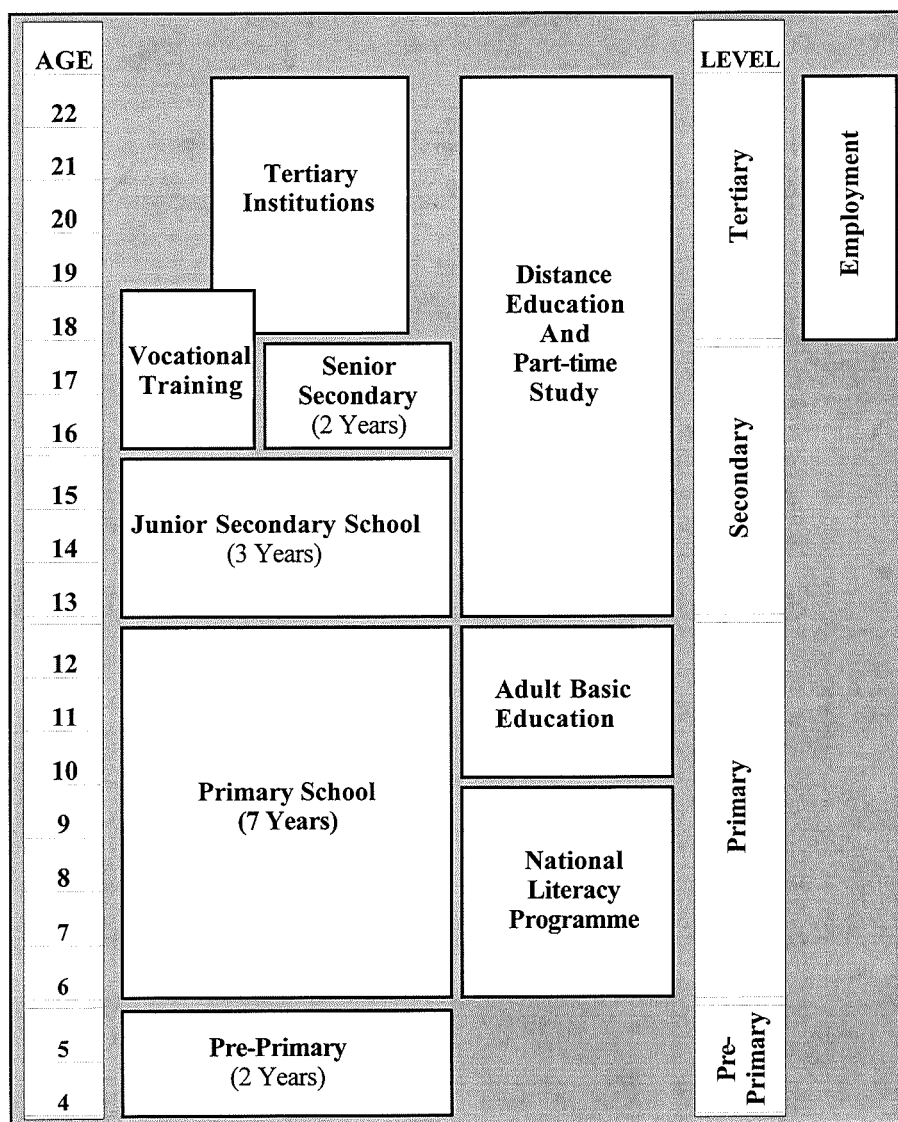 AGE
22
21
20
19
18
17
16
15
14
13
12
11
10
9
8
7
6
5
4
Tertiary
Institutions
Vocational
Training
Senior
Secondary
(2 Years)
Junior Secondary School
(3 Years)
Primary School
(7 Years)
Pre-Primary
(2 Years)
Distance
Education
And
Part-time
Study
Adult Basic
Education
National
Literacy
Programme
LEVEL
Tertiary
Secondary
Primary
Pre-
Primary
Employment